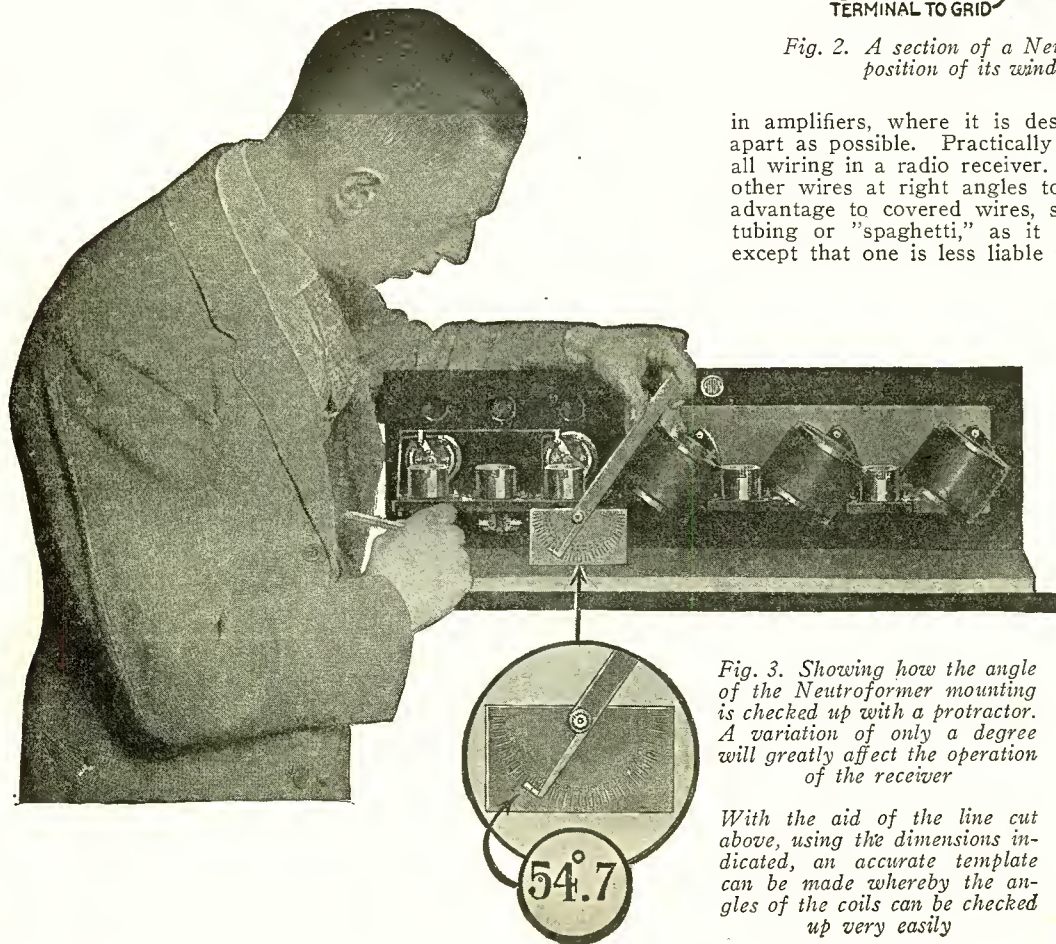 TERMINAL TO GRID
Fig. 2. A section of a
position of its
in amplifiers, where it is
apart as possible. Practically
all wiring in a radio receiver.
other wires at right angles to
advantage to covered wires,
tubing or "spaghetti," as it
except that one is less liable
Fig. 3. Showing how the angle
of the Neutroformer mounting
is checked up with a protractor.
A variation of only a degree
will greatly affect the operation
of the receiver
With the aid of the line cut
above, using the dimensions in-
dicated, an accurate template
can be made whereby the an-
gles of the coils can be checked
up very easily
54°.7